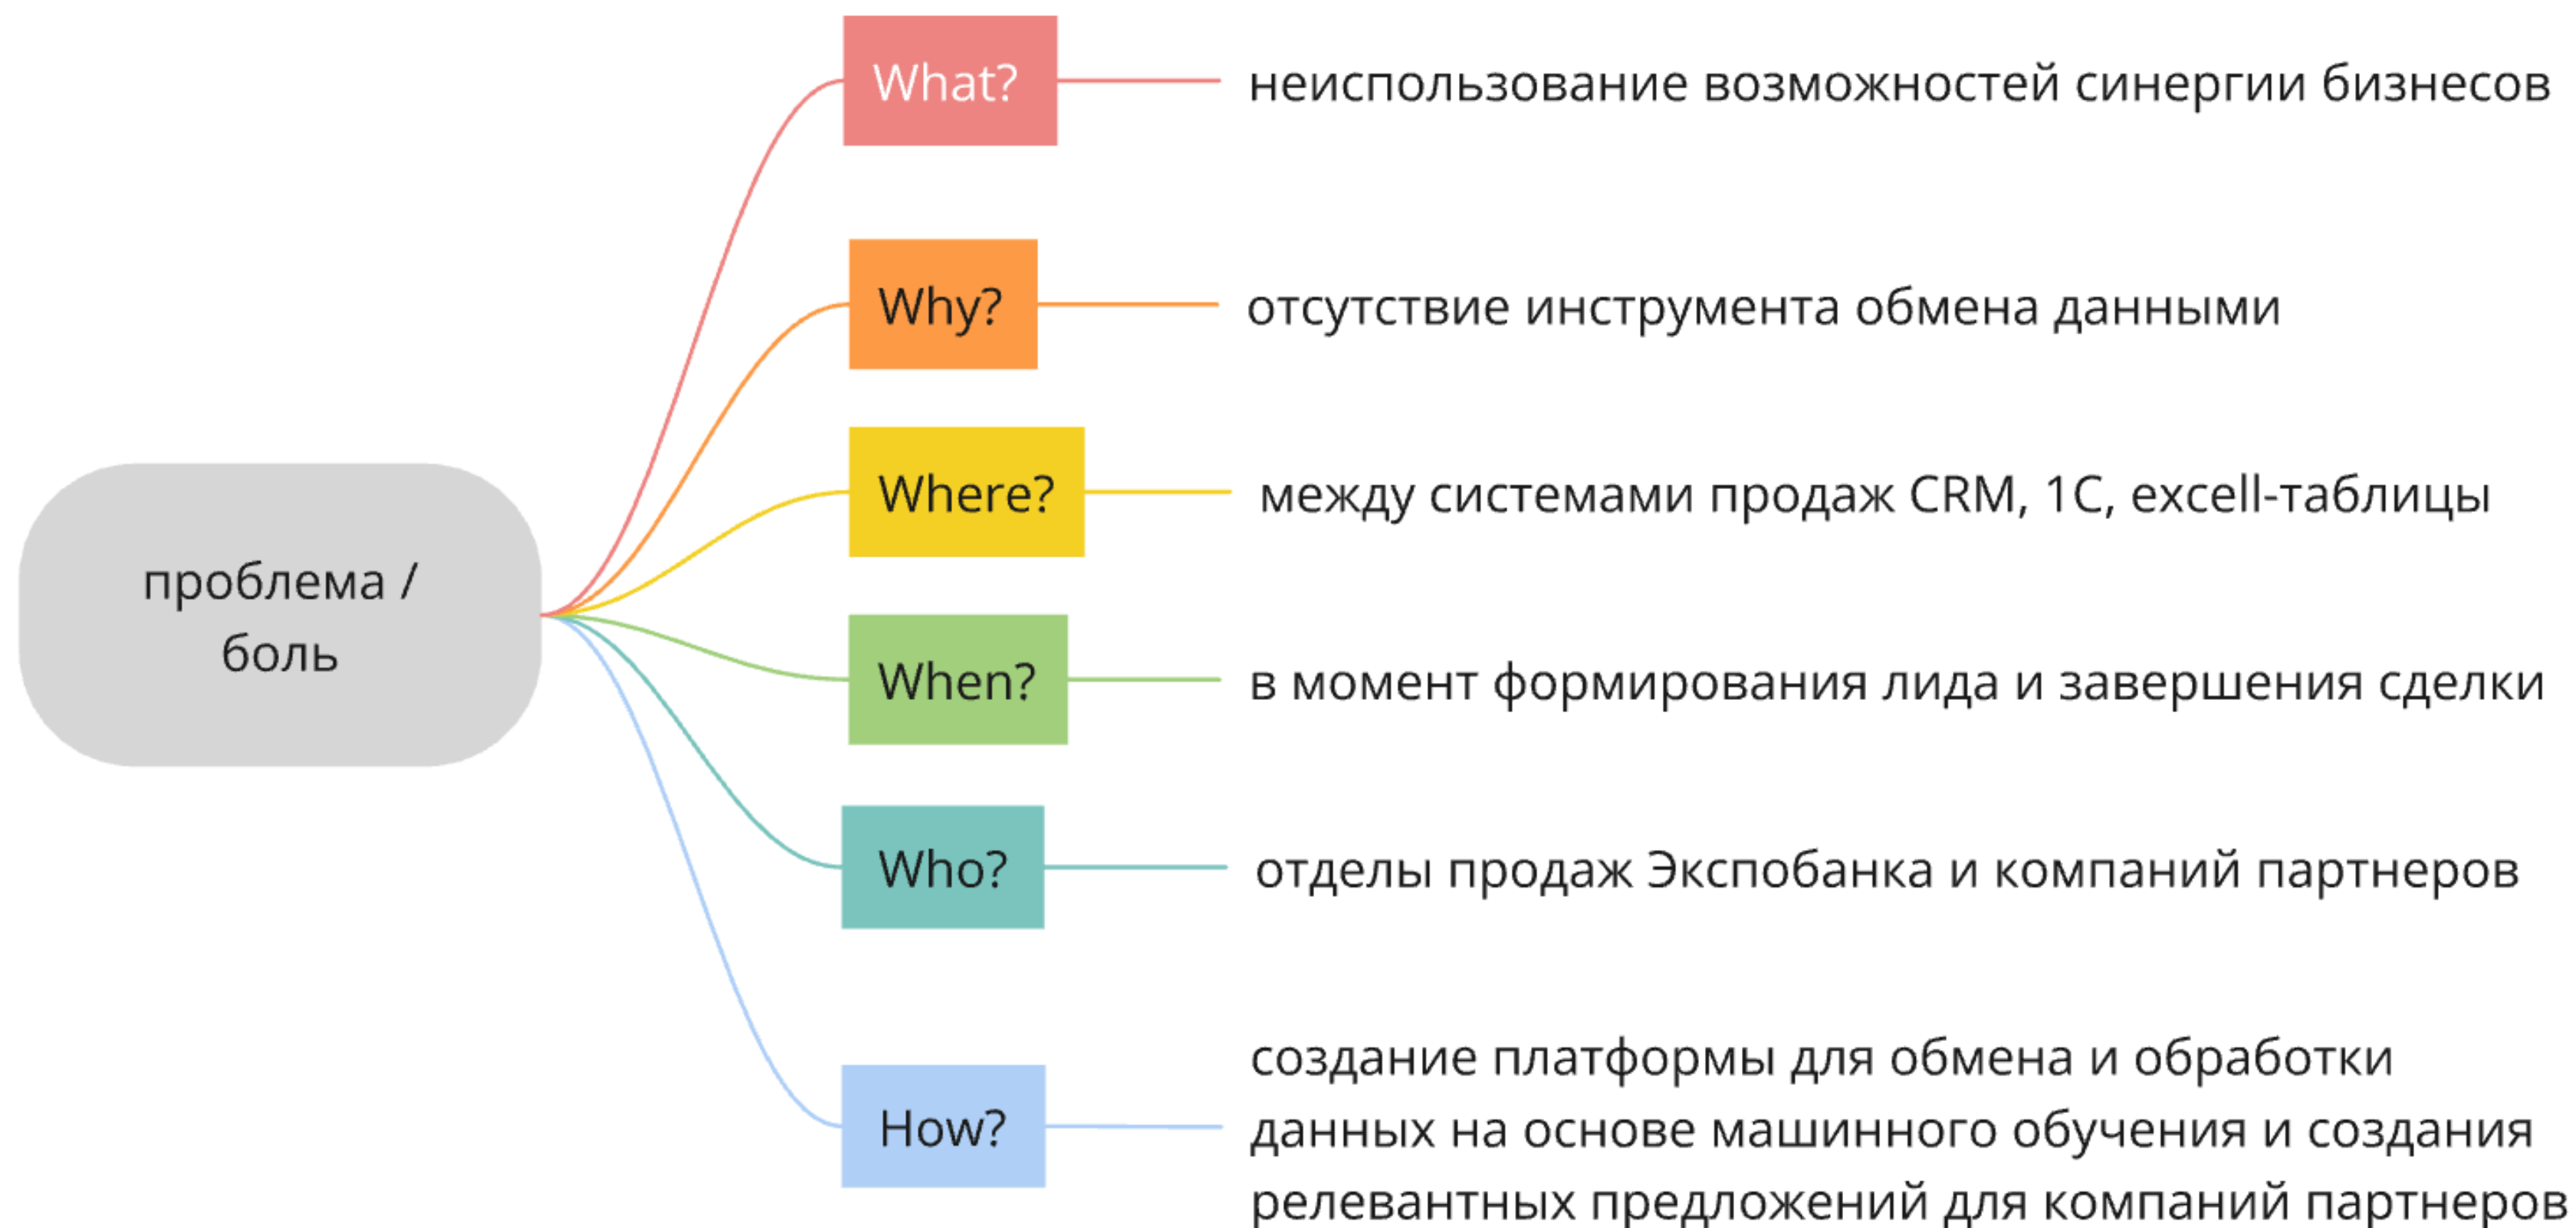 What?
неиспользование возможностей синергии бизнесов
Why?
отсутствие инструмента обмена данными
Where?
между системами продаж CRM, 1С, excell-таблицы
проблема /
боль
When?
в момент формирования лида и завершения сделки
Who?
отделы продаж Экспобанка и компаний партнеров
How?
создание платформы для обмена и обработки
данных на основе машинного обучения и создания
релевантных предложений для компаний партнеров